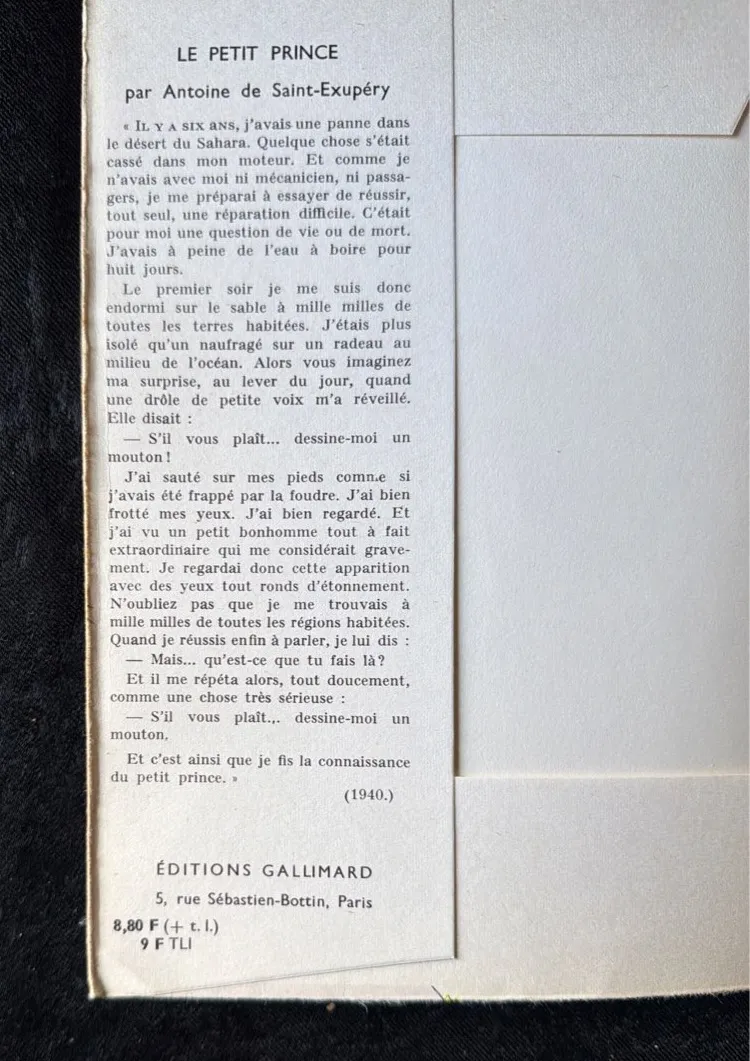 LE PETIT PRINCE
par Antoine de Saint-Exupéry
« IL Y A SIX ANS, j'avais une panne dans
le désert du Sahara. Quelque chose s'était
cassé dans mon moteur. Et comme je
n'avais avec moi ni mécanicien, ni passa-
gers, je me préparai à essayer de réussir,
tout seul, une réparation difficile. C'était
pour moi une question de vie ou de mort.
J'avais à peine de l'eau à boire pour
huit jours.
Le premier soir je me suis donc
endormi sur le sable à mille milles de
toutes les terres habitées. J'étais plus
isolé qu'un naufragé sur un radeau au
milieu de l'océan. Alors vous imaginez
ma surprise, au lever du jour, quand
une drôle de petite voix m'a réveillé.
Elle disait :
— S'il vous plaît... dessine-moi un
mouton !
J'ai sauté sur mes pieds comme si
j'avais été frappé par la foudre. J'ai bien
frotté mes yeux. J'ai bien regardé. Et
j'ai vu un petit bonhomme tout à fait
extraordinaire qui me considérait grave-
ment. Je regardai donc cette apparition
avec des yeux tout ronds d'étonnement.
N'oubliez pas que je me trouvais à
mille milles de toutes les régions habitées.
Quand je réussis enfin à parler, je lui dis :
— Mais... qu'est-ce que tu fais là?
Et il me répéta alors, tout doucement,
comme une chose très sérieuse :
— S'il vous plaît... dessine-moi un
mouton.
Et c'est ainsi que je fis la connaissance
du petit prince. »
(1940.)
ÉDITIONS GALLIMARD
5, rue Sébastien-Bottin, Paris
8,80 F (+ t. l.)
9 F TLI